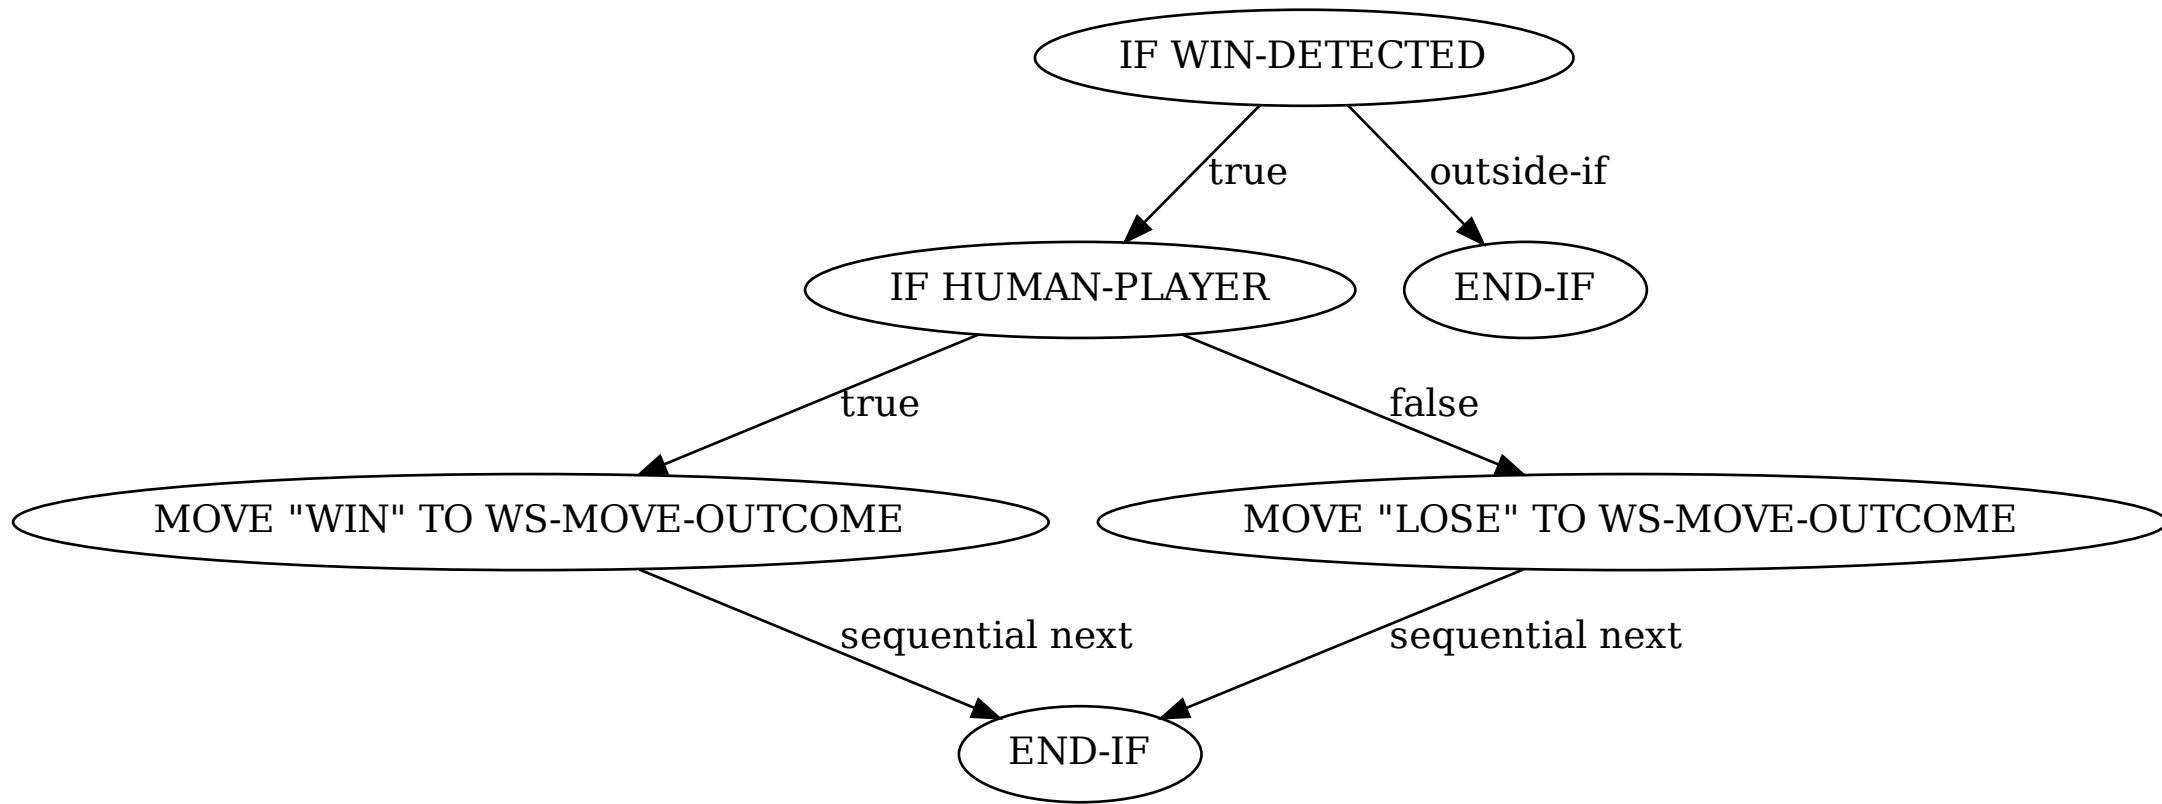 IF WIN-DETECTED
true
outside-if
IF HUMAN-PLAYER
END-IF
true
false
MOVE "WIN" TO WS-MOVE-OUTCOME
MOVE "LOSE" TO WS-MOVE-OUTCOME
sequential next
sequential next
END-IF